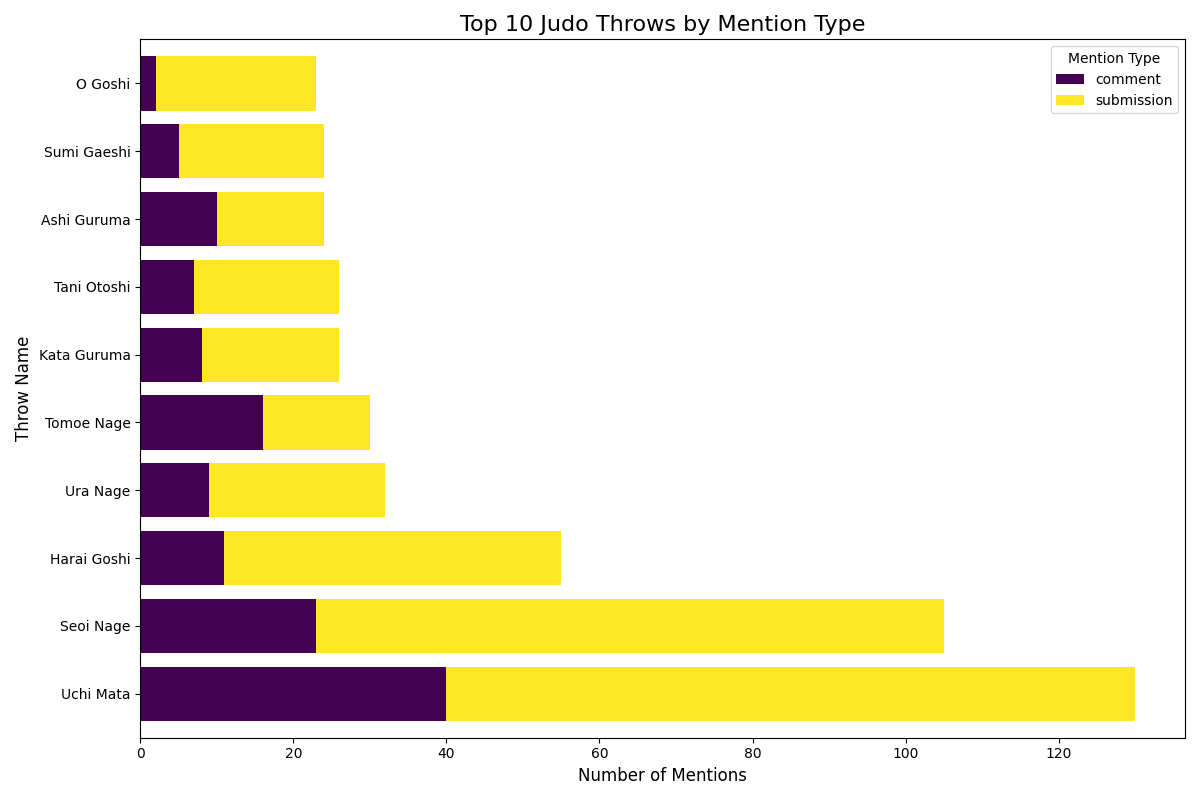 Top 10 Judo Throws by Mention Type
Mention Type
comment
submission
Throw Name
O Goshi
Sumi Gaeshi
Ashi Guruma
Tani Otoshi
Kata Guruma
Tomoe Nage
Ura Nage
Harai Goshi
Seoi Nage
Uchi Mata
0 20 40 60 80 100 120
Number of Mentions